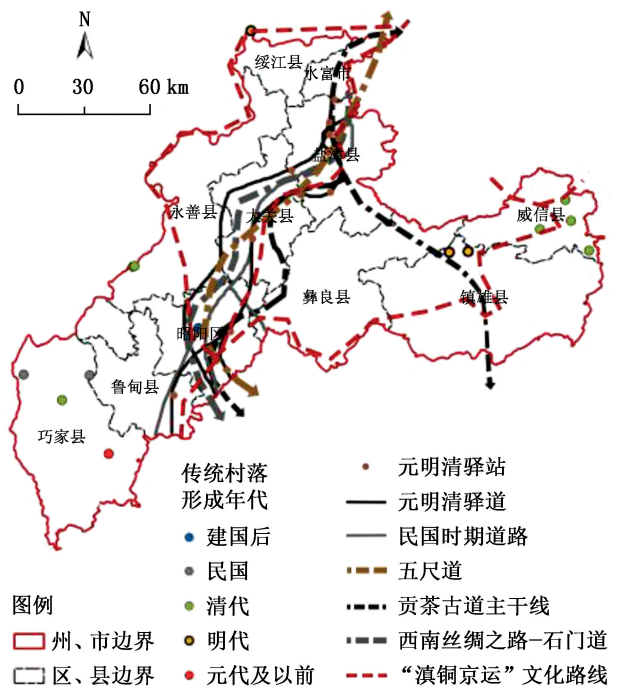 N
0 30 60 km
绥江县
水富市
盐津县
永善县
大关县
威信县
彝良县
镇雄县
昭阳区
鲁甸县
巧家县
传统村落
形成年代
建国后
民国
清代
明代
元代及以前
图例
州、市边界
区、县边界
元明清驿站
元明清驿道
民国时期道路
五尺道
贡茶古道主干线
西南丝绸之路–石门道
“滇铜京运”文化路线